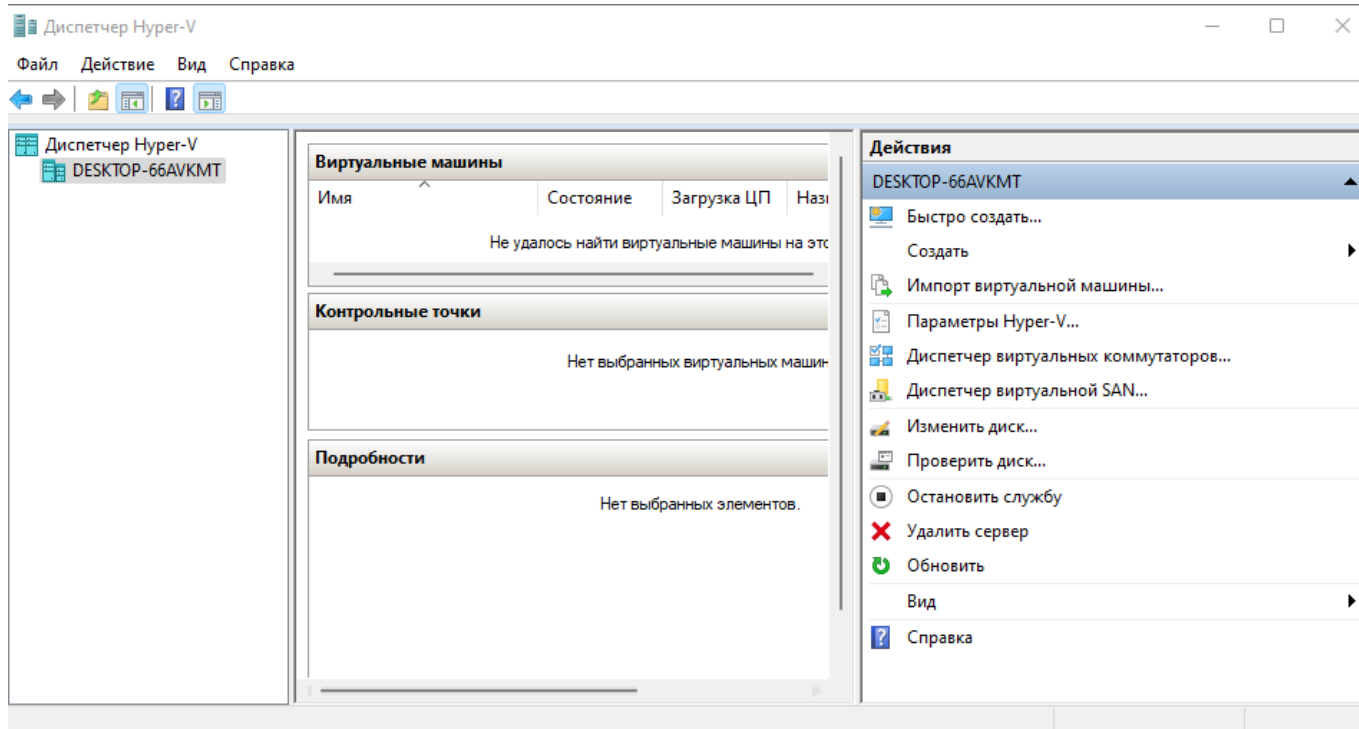 Диспетчер Hyper-V
Файл Действие Вид Справка
Диспетчер Hyper-V
DESKTOP-66AVKMT
Виртуальные машины
Имя Состояние Загрузка ЦП Назв
Не удалось найти виртуальные машины на это
Контрольные точки
Нет выбранных виртуальных машин
Подробности
Нет выбранных элементов.
Действия
DESKTOP-66AVKMT
Быстро создать...
Создать
Импорт виртуальной машины...
Параметры Hyper-V...
Диспетчер виртуальных коммутаторов...
Диспетчер виртуальной SAN...
Изменить диск...
Проверить диск...
Остановить службу
Удалить сервер
Обновить
Вид
Справка